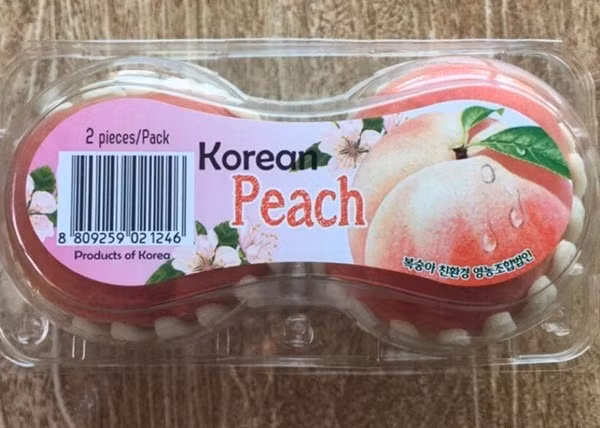 2 pieces/Pack
8 809259 021246
Products of Korea
Korean
Peach
복숭아 친환경 영농조합법인